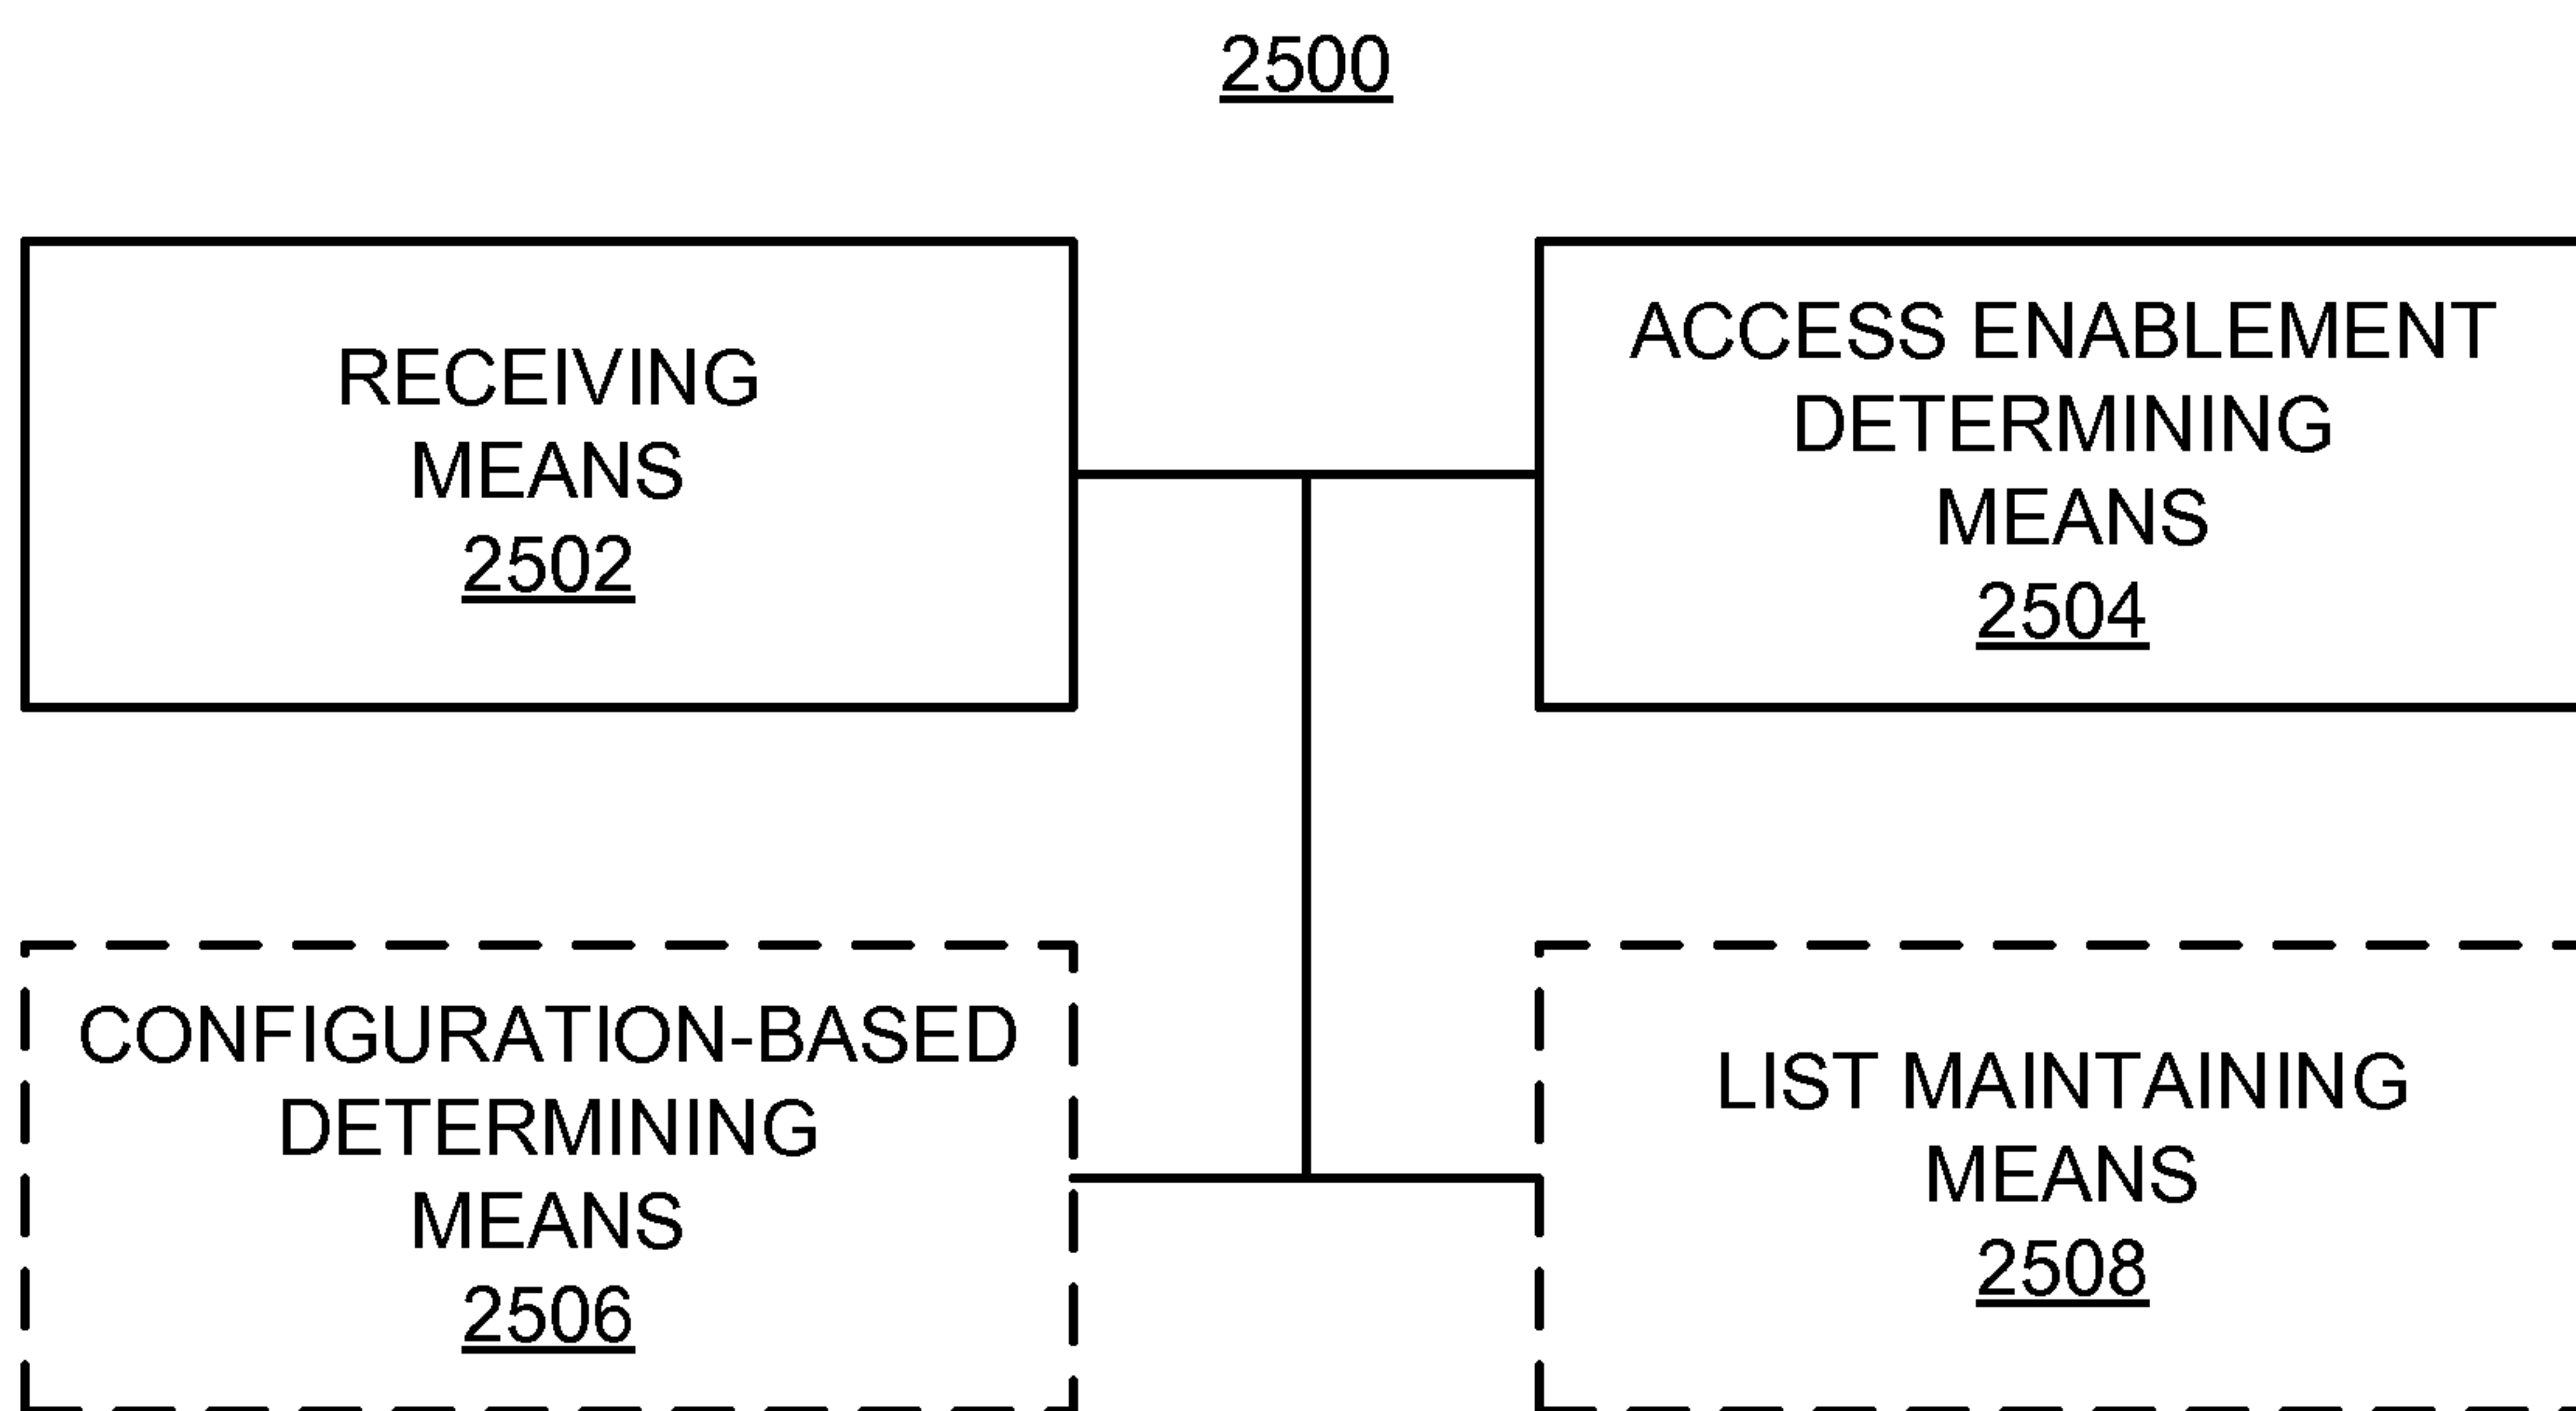 2500
RECEIVING
MEANS
2502
ACCESS ENABLEMENT
DETERMINING
MEANS
2504
CONFIGURATION-BASED
DETERMINING
MEANS
2506
LIST MAINTAINING
MEANS
2508